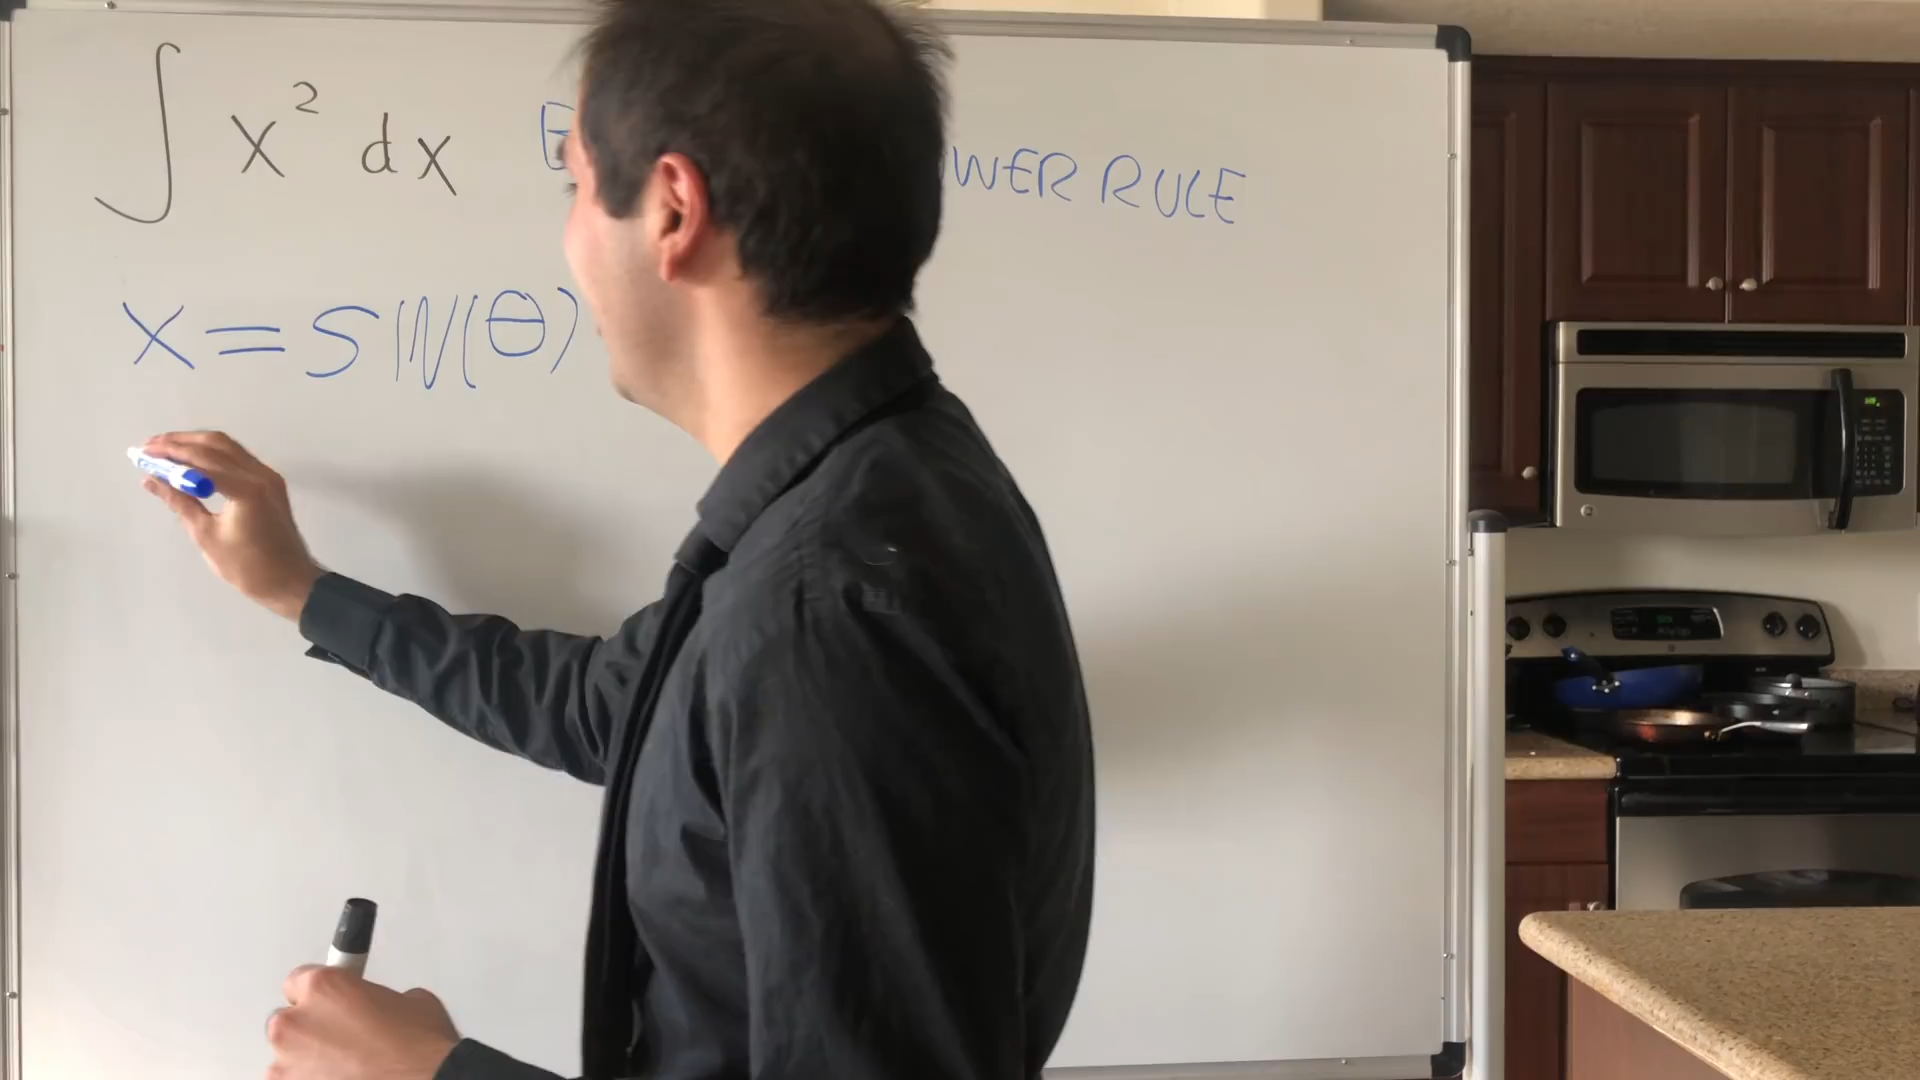 ∫ x² dx WER RULE
x = SIN(θ)